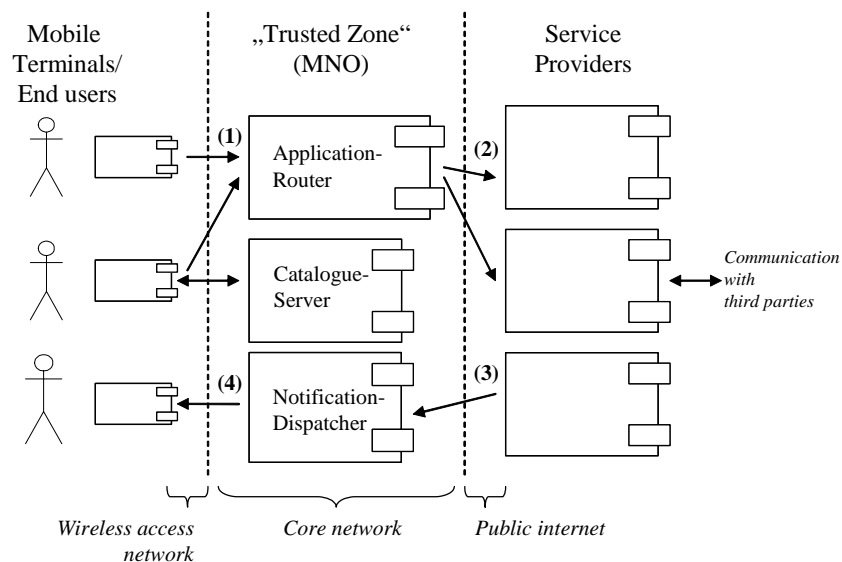 Mobile
Terminals/
End users
„Trusted Zone“
(MNO)
Service
Providers
(1)
(2)
Application-
Router
Catalogue-
Server
Communication
with
third parties
(4)
(3)
Notification-
Dispatcher
Wireless access
network
Core network
Public internet